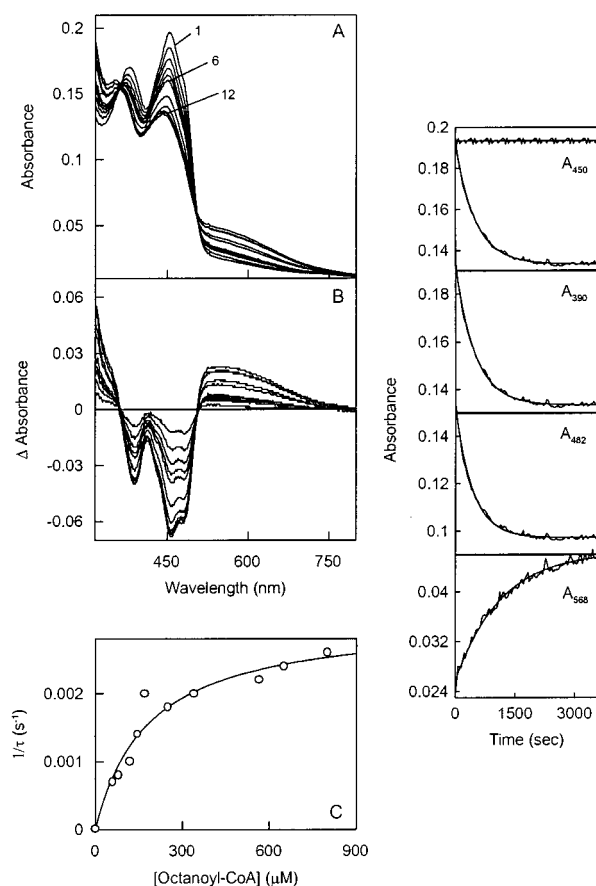 A
0.2
1
6
0.15
12
Absorbance
0.1
0.05
B
0.06
0.03
0
Δ Absorbance
-0.03
-0.06
450 600 750
Wavelength (nm)
C
0.002
1/τ (s⁻¹)
0.001
0
0 300 600 900
[Octanoyl-CoA] (μM)
0.2
A₄₅₀
0.18
0.16
0.14
A₃₉₀
0.18
0.16
0.14
Absorbance
0.14
A₄₈₂
0.12
0.1
A₅₆₈
0.04
0.032
0.024
0 1500 3000
Time (sec)